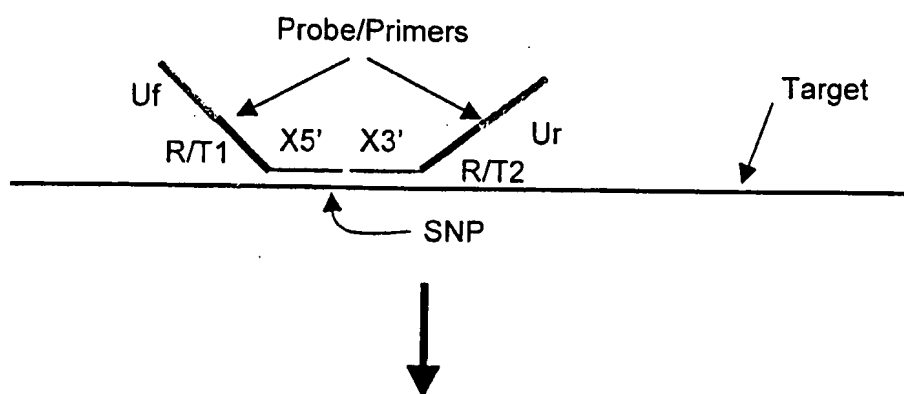 Probe/Primers
Uf
Target
X5' X3'
Ur
R/T1
R/T2
SNP